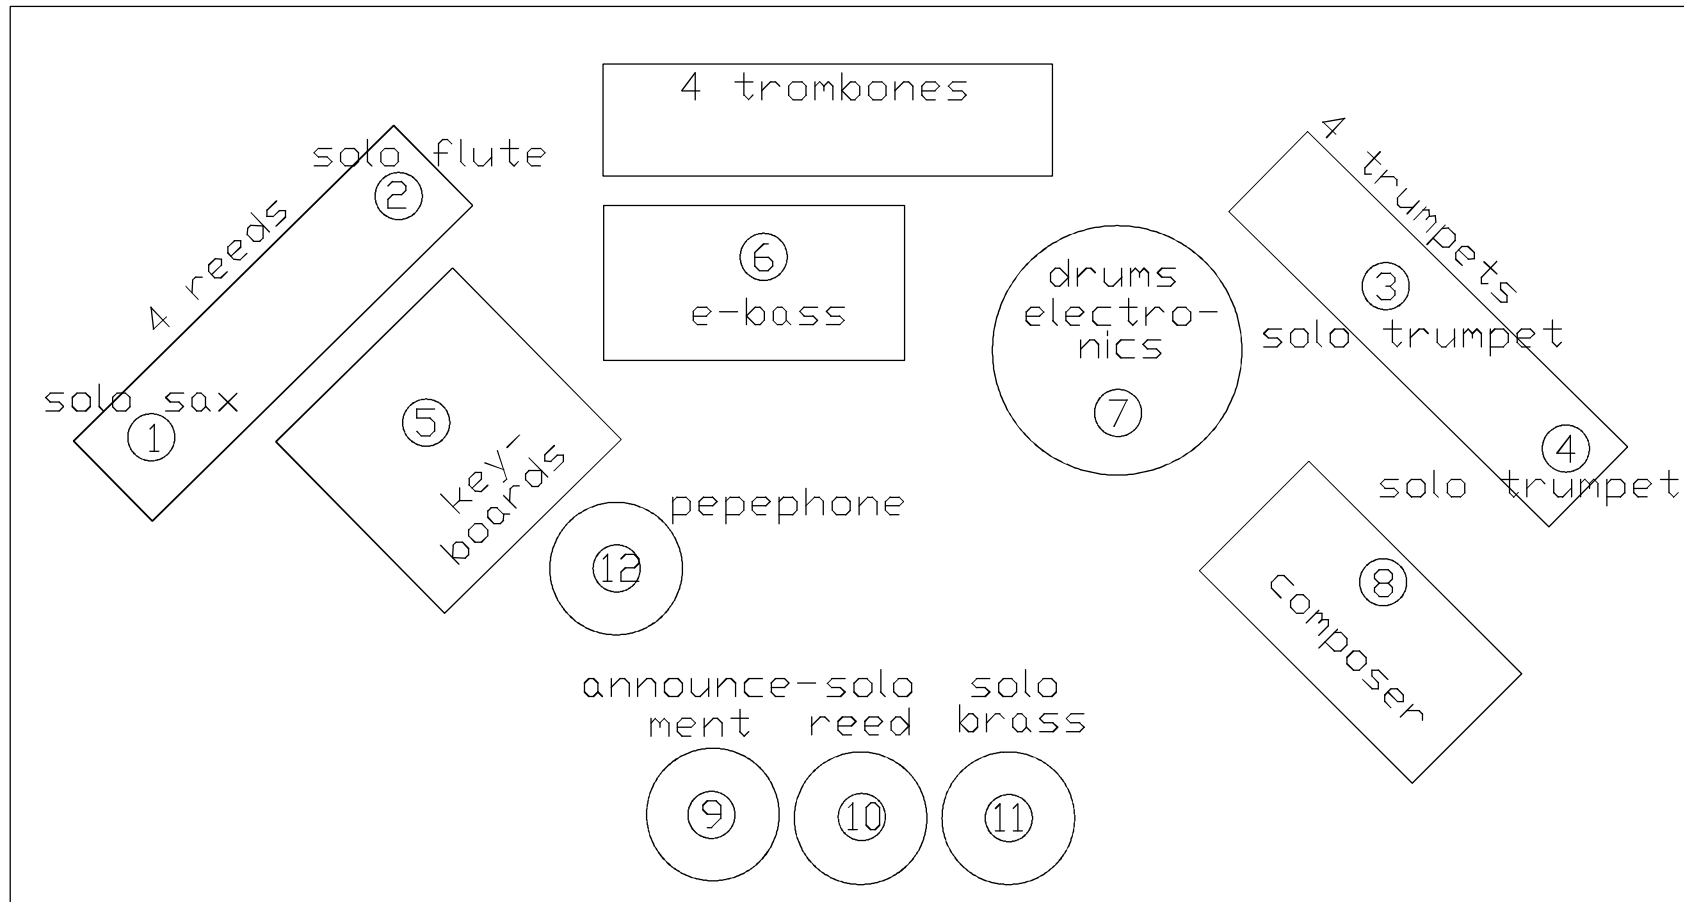 4 trombones
4 trumpets
solo flute
2
4 reeds
6
e-bass
drums
electro-
nics
7
3
solo trumpet
solo sax
1
5
key-
boards
4
solo trumpet
pepephone
12
8
composer
announce-
ment
9
solo
reed
10
solo
brass
11